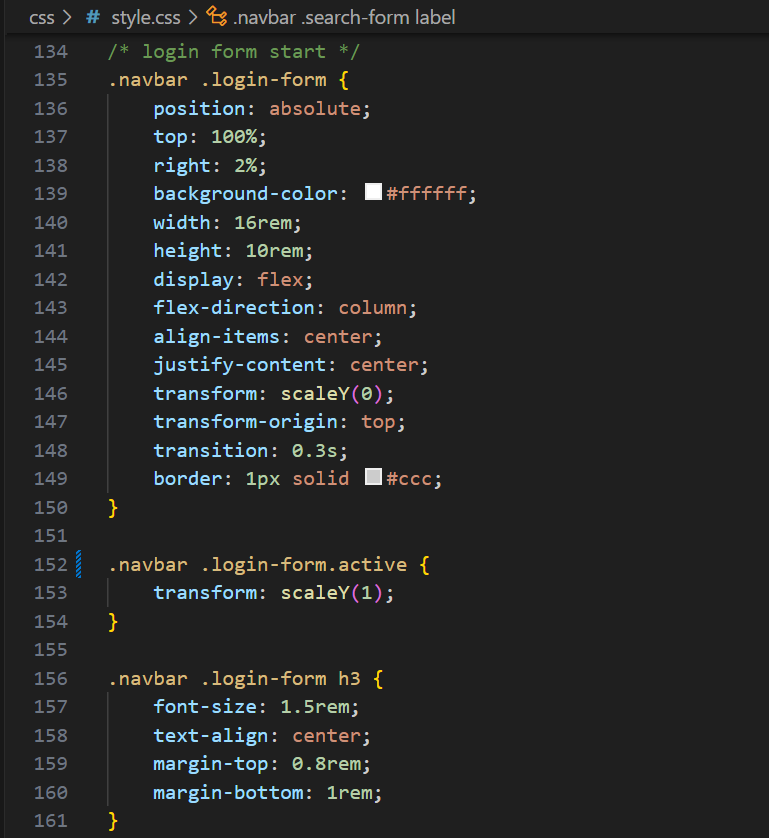 css > # style.css > .navbar .search-form label
134 /* login form start */
135 .navbar .login-form {
136     position: absolute;
137     top: 100%;
138     right: 2%;
139     background-color: #ffffff;
140     width: 16rem;
141     height: 10rem;
142     display: flex;
143     flex-direction: column;
144     align-items: center;
145     justify-content: center;
146     transform: scaleY(0);
147     transform-origin: top;
148     transition: 0.3s;
149     border: 1px solid #ccc;
150 }
151
152 .navbar .login-form.active {
153     transform: scaleY(1);
154 }
155
156 .navbar .login-form h3 {
157     font-size: 1.5rem;
158     text-align: center;
159     margin-top: 0.8rem;
160     margin-bottom: 1rem;
161 }